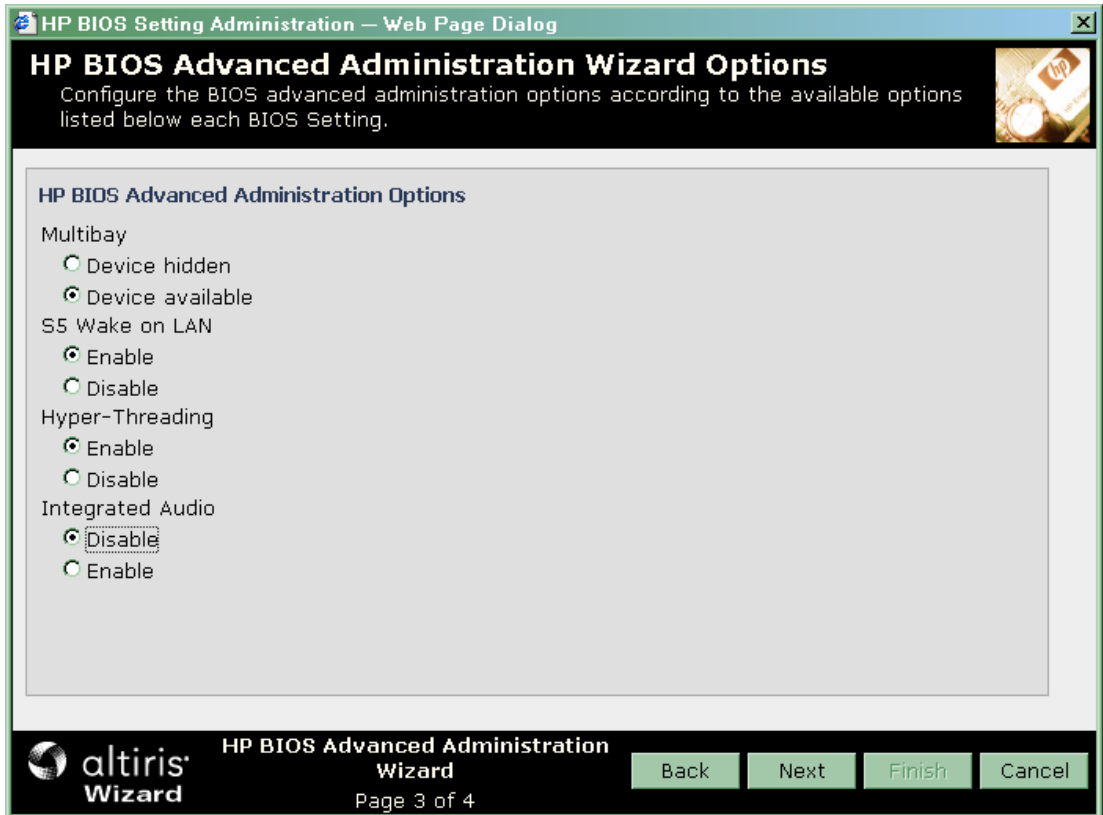 HP BIOS Setting Administration — Web Page Dialog
HP BIOS Advanced Administration Wizard Options
Configure the BIOS advanced administration options according to the available options
listed below each BIOS Setting.
HP BIOS Advanced Administration Options
Multibay
Device hidden
Device available
S5 Wake on LAN
Enable
Disable
Hyper-Threading
Enable
Disable
Integrated Audio
Disable
Enable
altiris
Wizard
HP BIOS Advanced Administration
Wizard
Page 3 of 4
Back
Next
Finish
Cancel